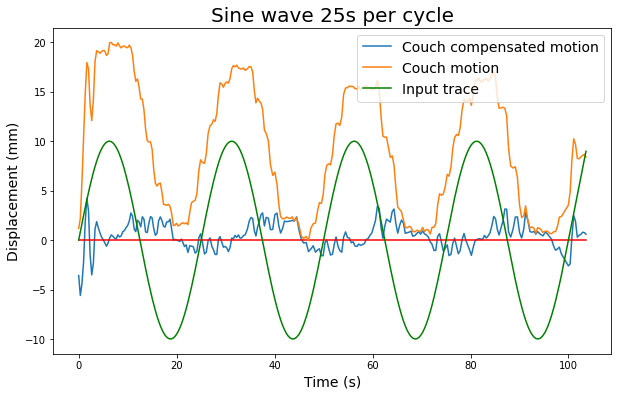 Sine wave 25s per cycle
Couch compensated motion
Couch motion
Input trace
Displacement (mm)
20
15
10
5
0
−5
−10
0 20 40 60 80 100
Time (s)